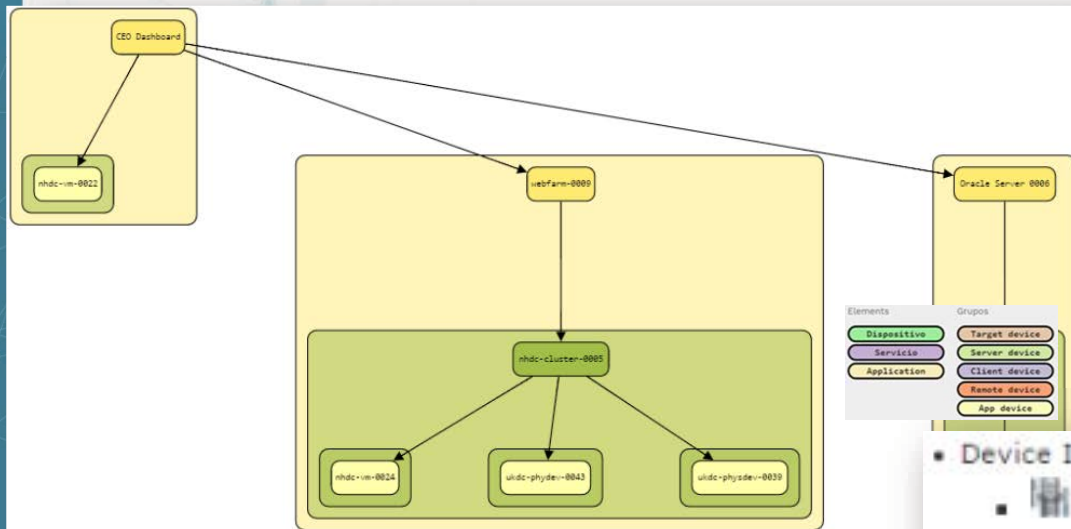 CEO Dashboard
nhdc-vm-0022
webfarm-0009
Oracle Server 0006
nhdc-cluster-0005
nhdc-vm-0024
ukdc-phydev-0043
ukdc-physdev-0039
Elements
Grupos
Dispositivo
Target device
Servicio
Server device
Application
Client device
Remote device
App device
Device